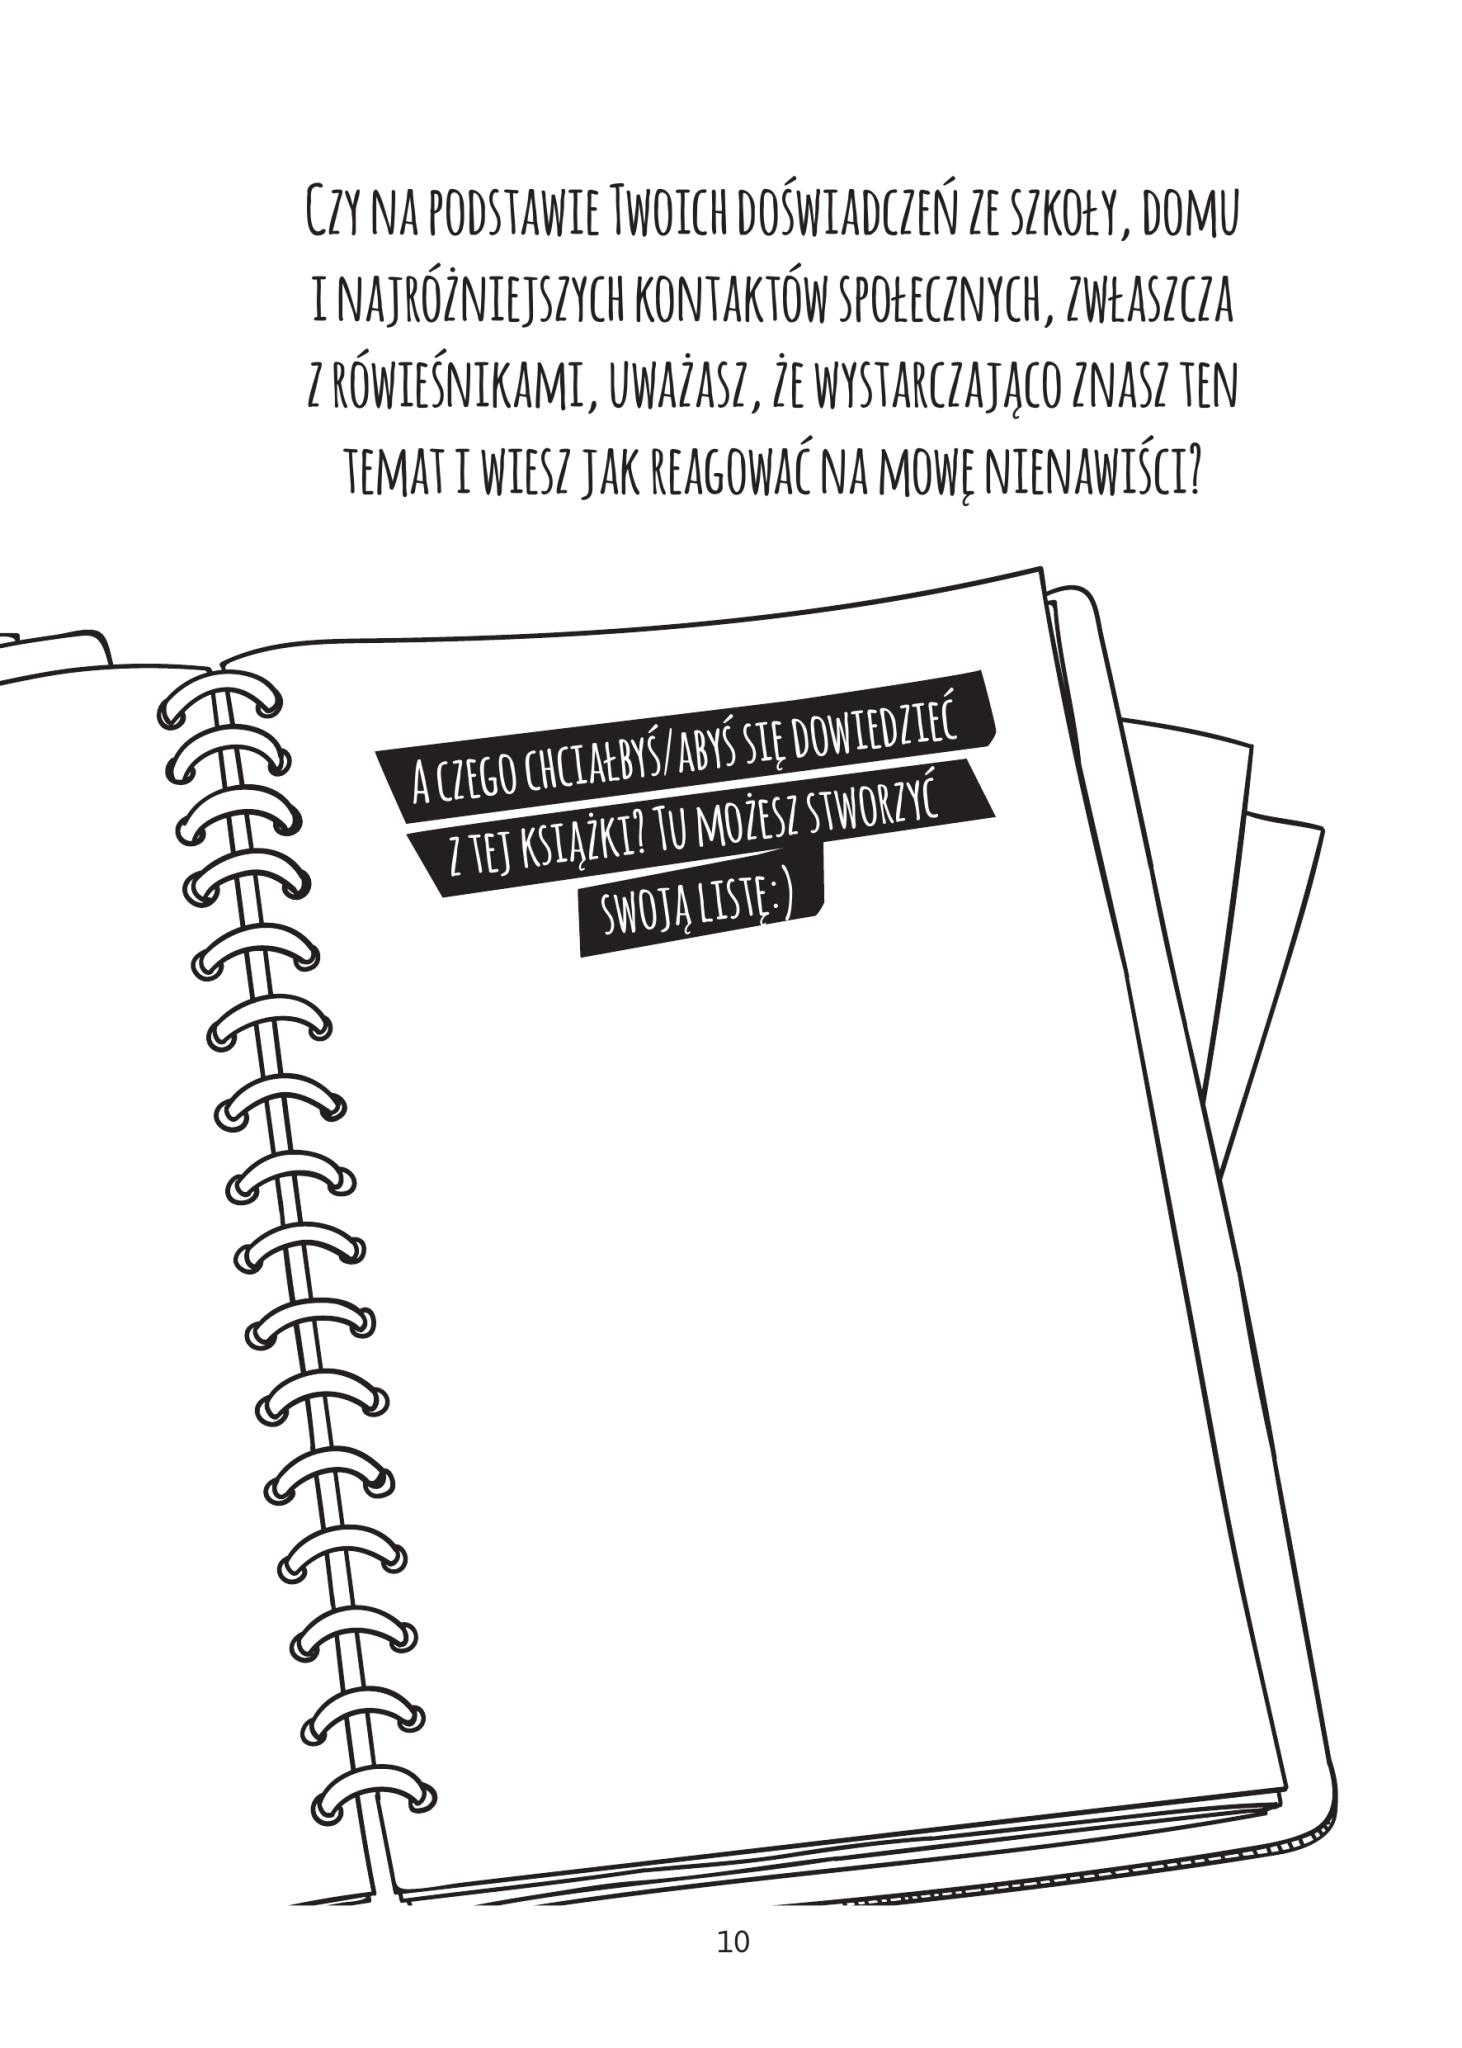 Czy na podstawie Twoich doświadczeń ze szkoły, domu
i najróżniejszych kontaktów społecznych, zwłaszcza
z rówieśnikami, uważasz, że wystarczająco znasz ten
temat i wiesz jak reagować na mowę nienawiści?
A czego chciałbyś/abyś się dowiedzieć
z tej książki? Tu możesz stworzyć
swoją listę:)
10